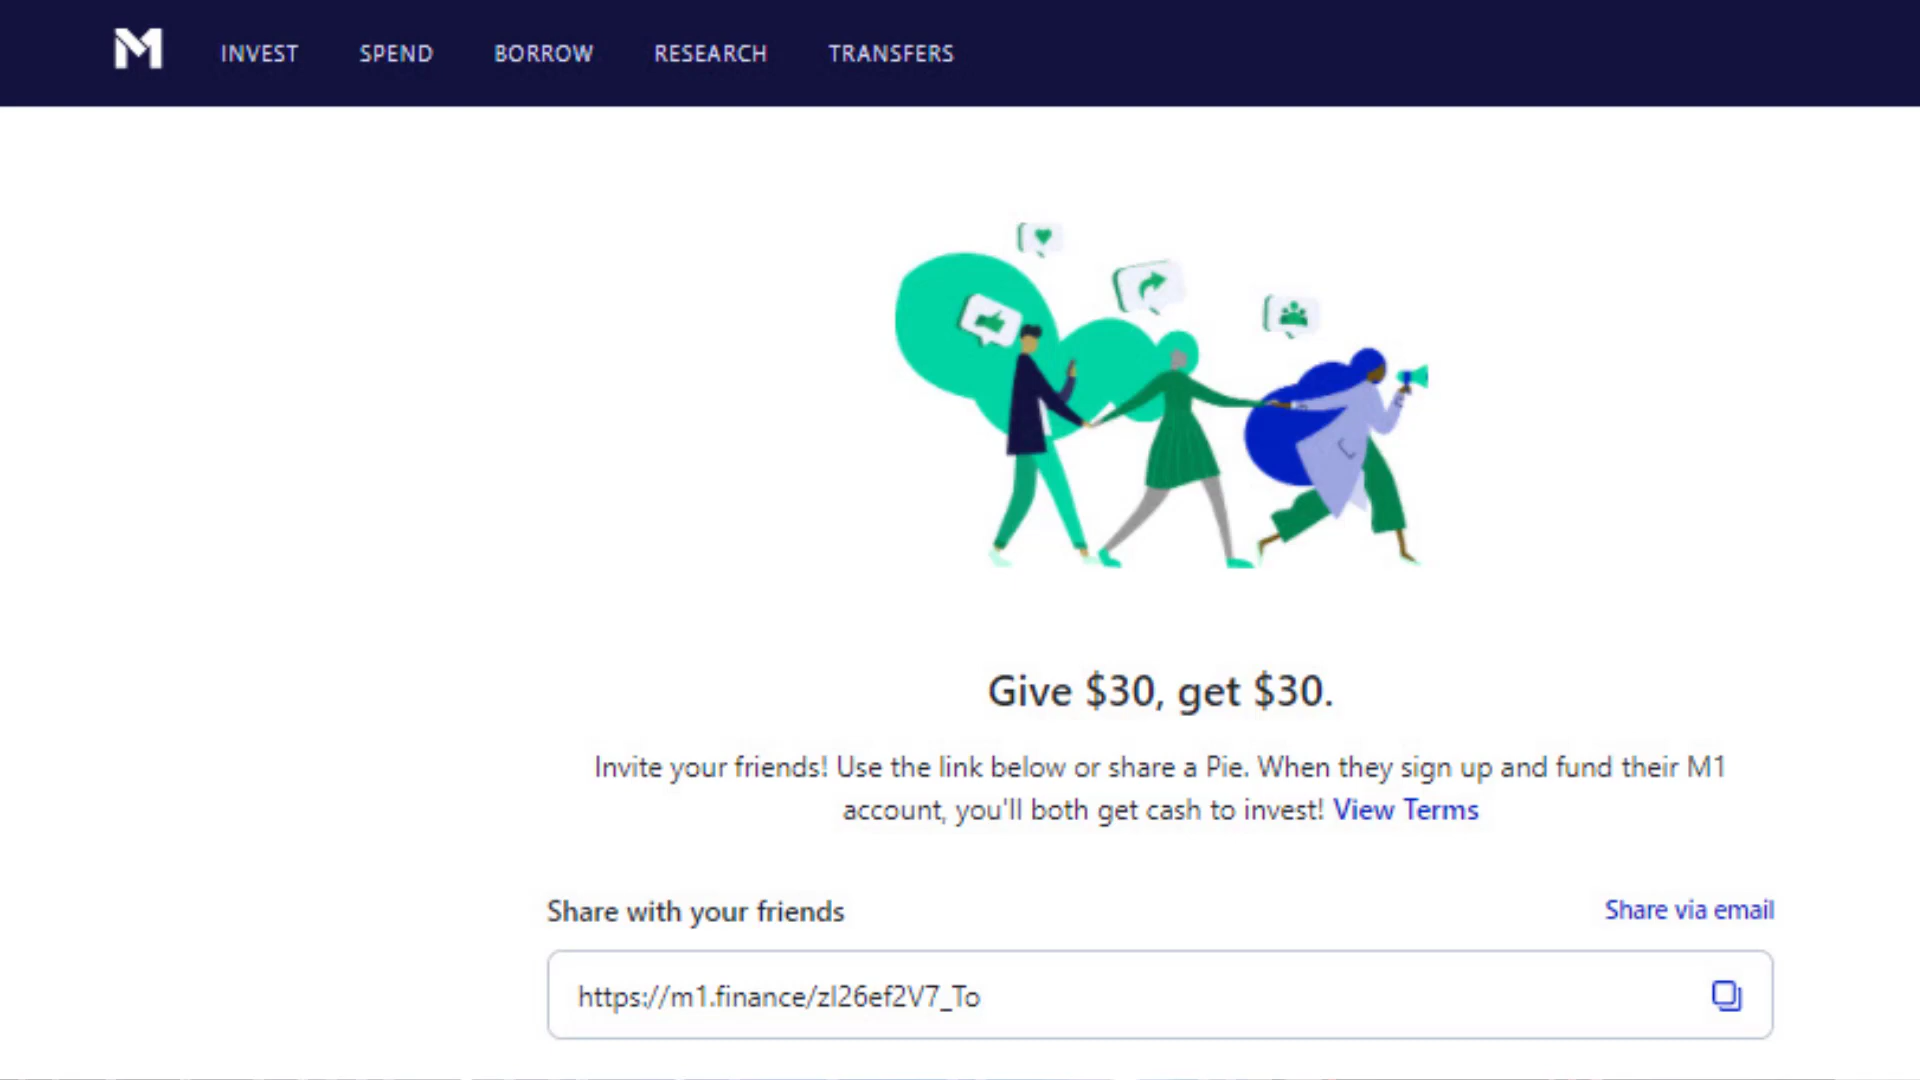 M INVEST SPEND BORROW RESEARCH TRANSFERS
Give $30, get $30.
Invite your friends! Use the link below or share a Pie. When they sign up and fund their M1
account, you'll both get cash to invest! View Terms
Share with your friends Share via email
https://m1.finance/zl26ef2V7_To